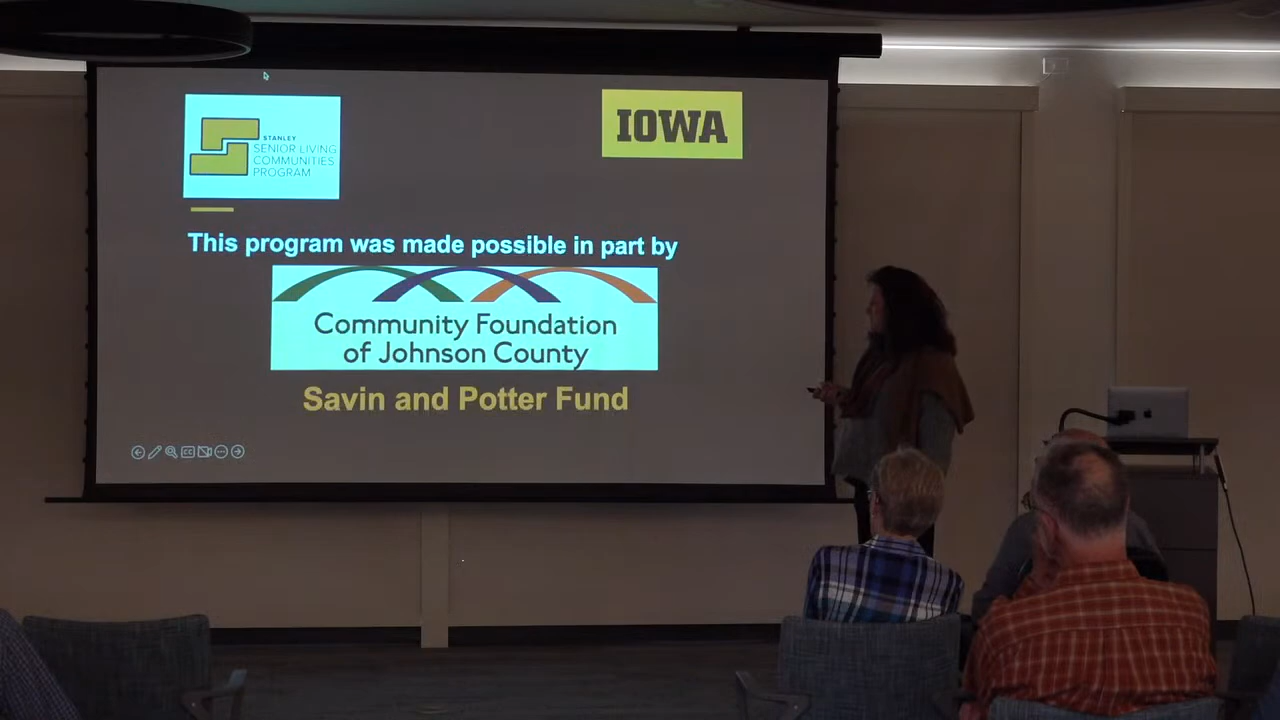 STANLEY
SENIOR LIVING
COMMUNITIES
PROGRAM
IOWA
This program was made possible in part by
Community Foundation
of Johnson County
Savin and Potter Fund
CC